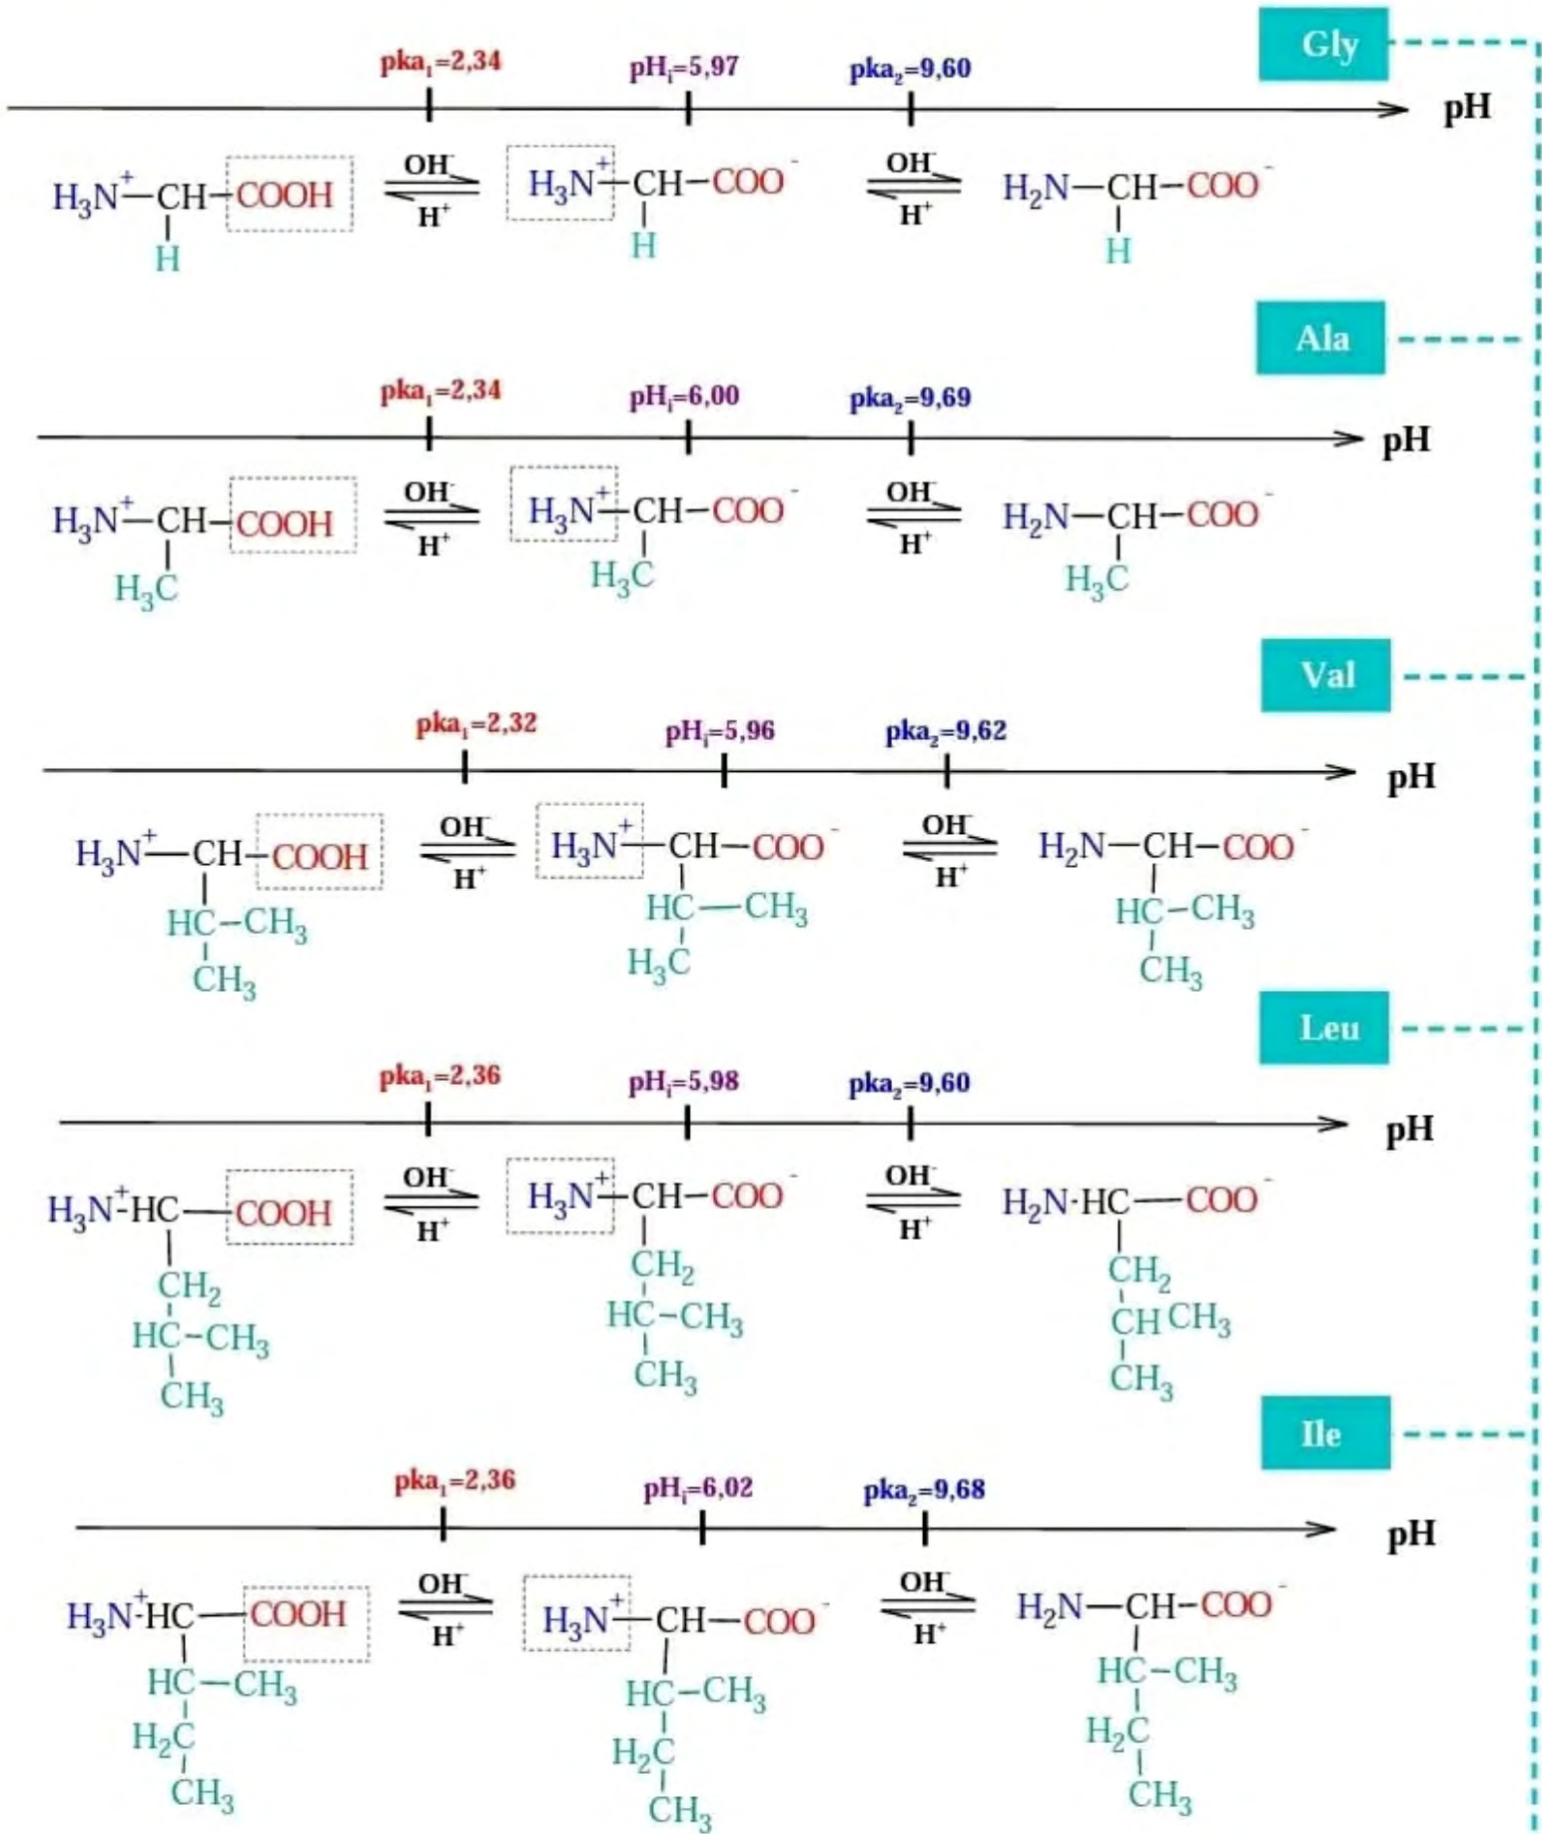 Gly
pka₁=2,34 pHᵢ=5,97 pka₂=9,60
pH
H₃N⁺—CH—COOH OH⁻ H⁺ H₃N⁺—CH—COO⁻ OH⁻ H⁺ H₂N—CH—COO⁻
H H H
Ala
pka₁=2,34 pHᵢ=6,00 pka₂=9,69
pH
H₃N⁺—CH—COOH OH⁻ H⁺ H₃N⁺—CH—COO⁻ OH⁻ H⁺ H₂N—CH—COO⁻
H₃C H₃C H₃C
Val
pka₁=2,32 pHᵢ=5,96 pka₂=9,62
pH
H₃N⁺—CH—COOH OH⁻ H⁺ H₃N⁺—CH—COO⁻ OH⁻ H⁺ H₂N—CH—COO⁻
HC—CH₃ HC—CH₃ HC—CH₃
CH₃ H₃C CH₃
Leu
pka₁=2,36 pHᵢ=5,98 pka₂=9,60
pH
H₃N⁺-HC—COOH OH⁻ H⁺ H₃N⁺—CH—COO⁻ OH⁻ H⁺ H₂N-HC—COO⁻
CH₂ CH₂ CH₂
HC—CH₃ HC—CH₃ CH CH₃
CH₃ CH₃ CH₃
Ile
pka₁=2,36 pHᵢ=6,02 pka₂=9,68
pH
H₃N⁺-HC—COOH OH⁻ H⁺ H₃N⁺—CH—COO⁻ OH⁻ H⁺ H₂N—CH—COO⁻
HC—CH₃ HC—CH₃ HC—CH₃
H₂C H₂C H₂C
CH₃ CH₃ CH₃